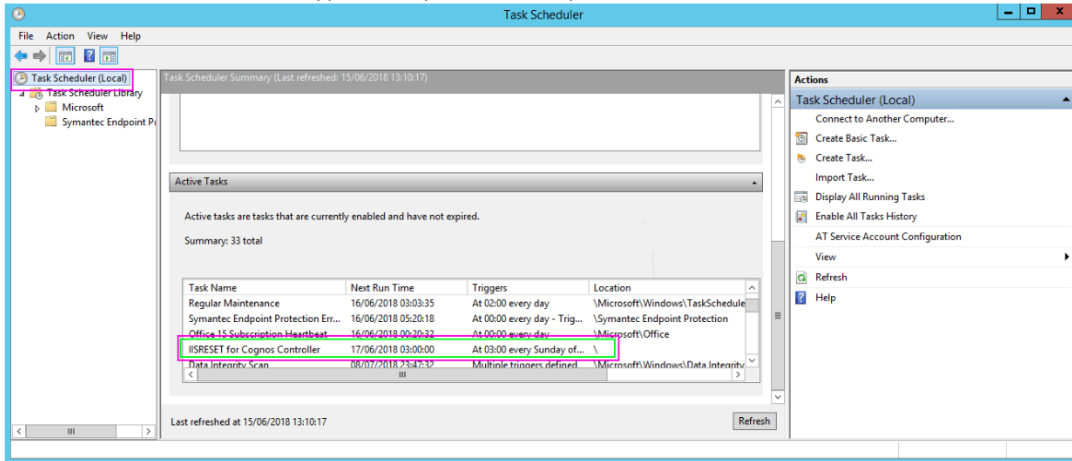 Task Scheduler
File Action View Help
Task Scheduler (Local)
Task Scheduler Library
Microsoft
Symantec Endpoint Pr
Task Scheduler Summary (Last refreshed: 15/06/2018 13:10:17)
Active Tasks
Active tasks are tasks that are currently enabled and have not expired.
Summary: 33 total
Task Name Next Run Time Triggers Location
Regular Maintenance 16/06/2018 03:03:35 At 02:00 every day \Microsoft\Windows\TaskSchedule
Symantec Endpoint Protection Err... 16/06/2018 05:20:18 At 00:00 every day - Trig... \Symantec Endpoint Protection
Office 15 Subscription Heartbeat 16/06/2018 00:20:32 At 00:00 every day \Microsoft\Office
IISRESET for Cognos Controller 17/06/2018 03:00:00 At 03:00 every Sunday of... \
Data Integrity Scan 08/07/2018 23:47:32 Multiple triggers defined \Microsoft\Windows\Data Integrity
Last refreshed at 15/06/2018 13:10:17 Refresh
Actions
Task Scheduler (Local)
Connect to Another Computer...
Create Basic Task...
Create Task...
Import Task...
Display All Running Tasks
Enable All Tasks History
AT Service Account Configuration
View
Refresh
Help